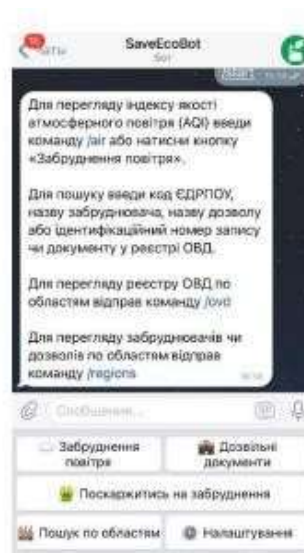 Чаты
SaveEcoBot
бот
/start
Для перегляду індексу якості
атмосферного повітря (AQI) введи
команду /air або натисни кнопку
«Забруднення повітря».
Для пошуку введи код ЄДРПОУ,
назву забруднювача, назву дозволу
або ідентифікаційний номер запису
чи документу у реєстрі ОВД.
Для перегляду реєстру ОВД по
областям відправ команду /ovd
Для перегляду забруднювачів чи
дозволів по областям відправ
команду /regions
Сообщение...
Забруднення
повітря
Дозвільні
документи
Поскаржитись на забруднення
Пошук по областям
Налаштування